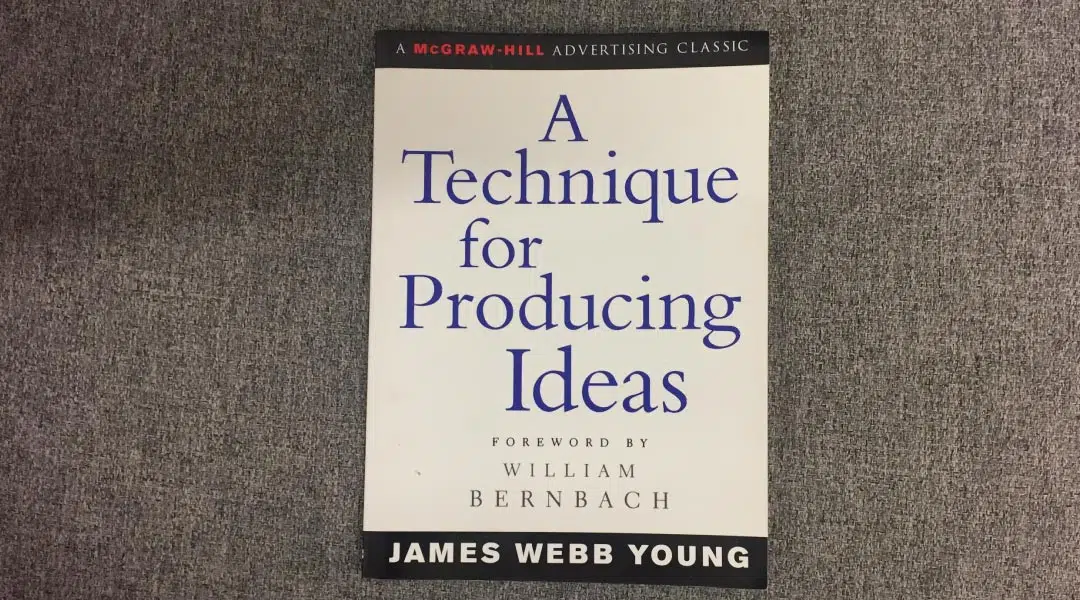 A McGRAW-HILL ADVERTISING CLASSIC
A
Technique
for
Producing
Ideas
FOREWORD BY
WILLIAM
BERNBACH
JAMES WEBB YOUNG